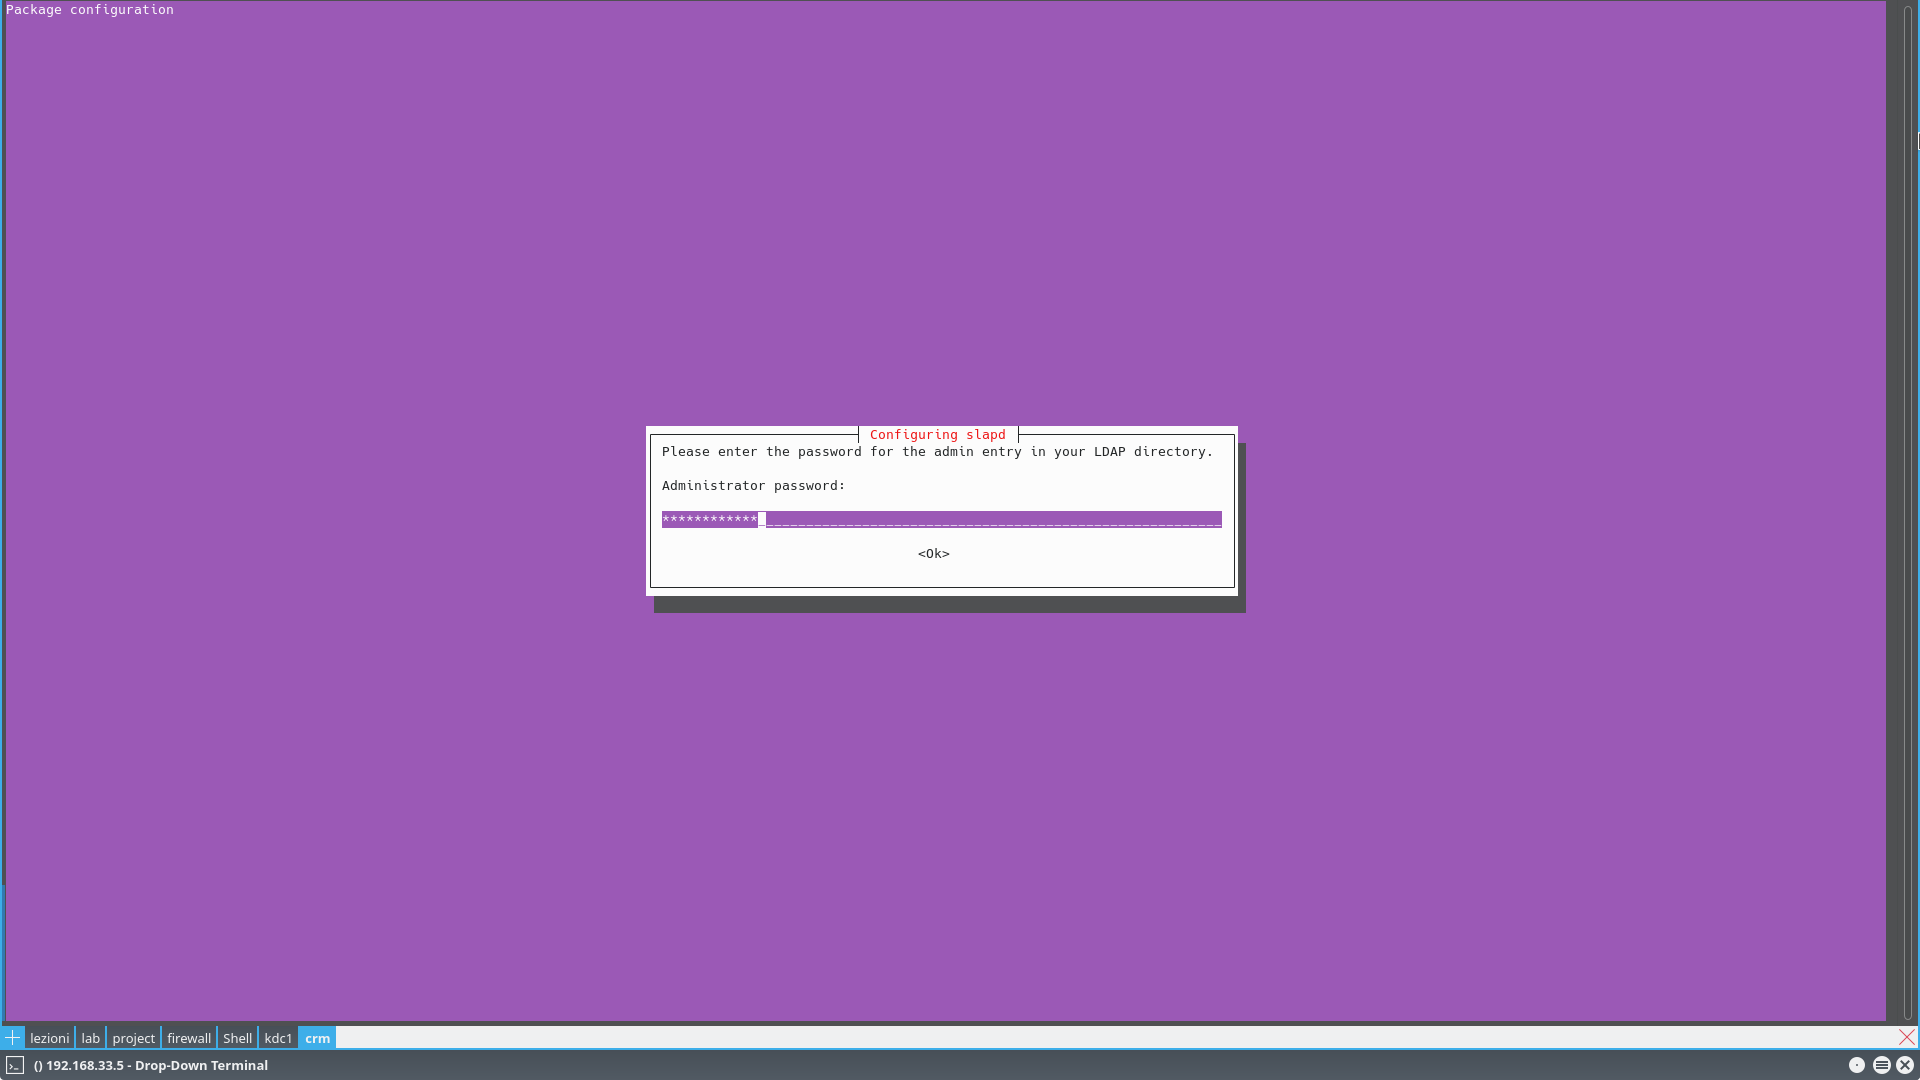 Package configuration
Configuring slapd
Please enter the password for the admin entry in your LDAP directory.
Administrator password:
************_________________________________________________________
<Ok>
lezioni lab project firewall Shell kdc1 crm
() 192.168.33.5 - Drop-Down Terminal